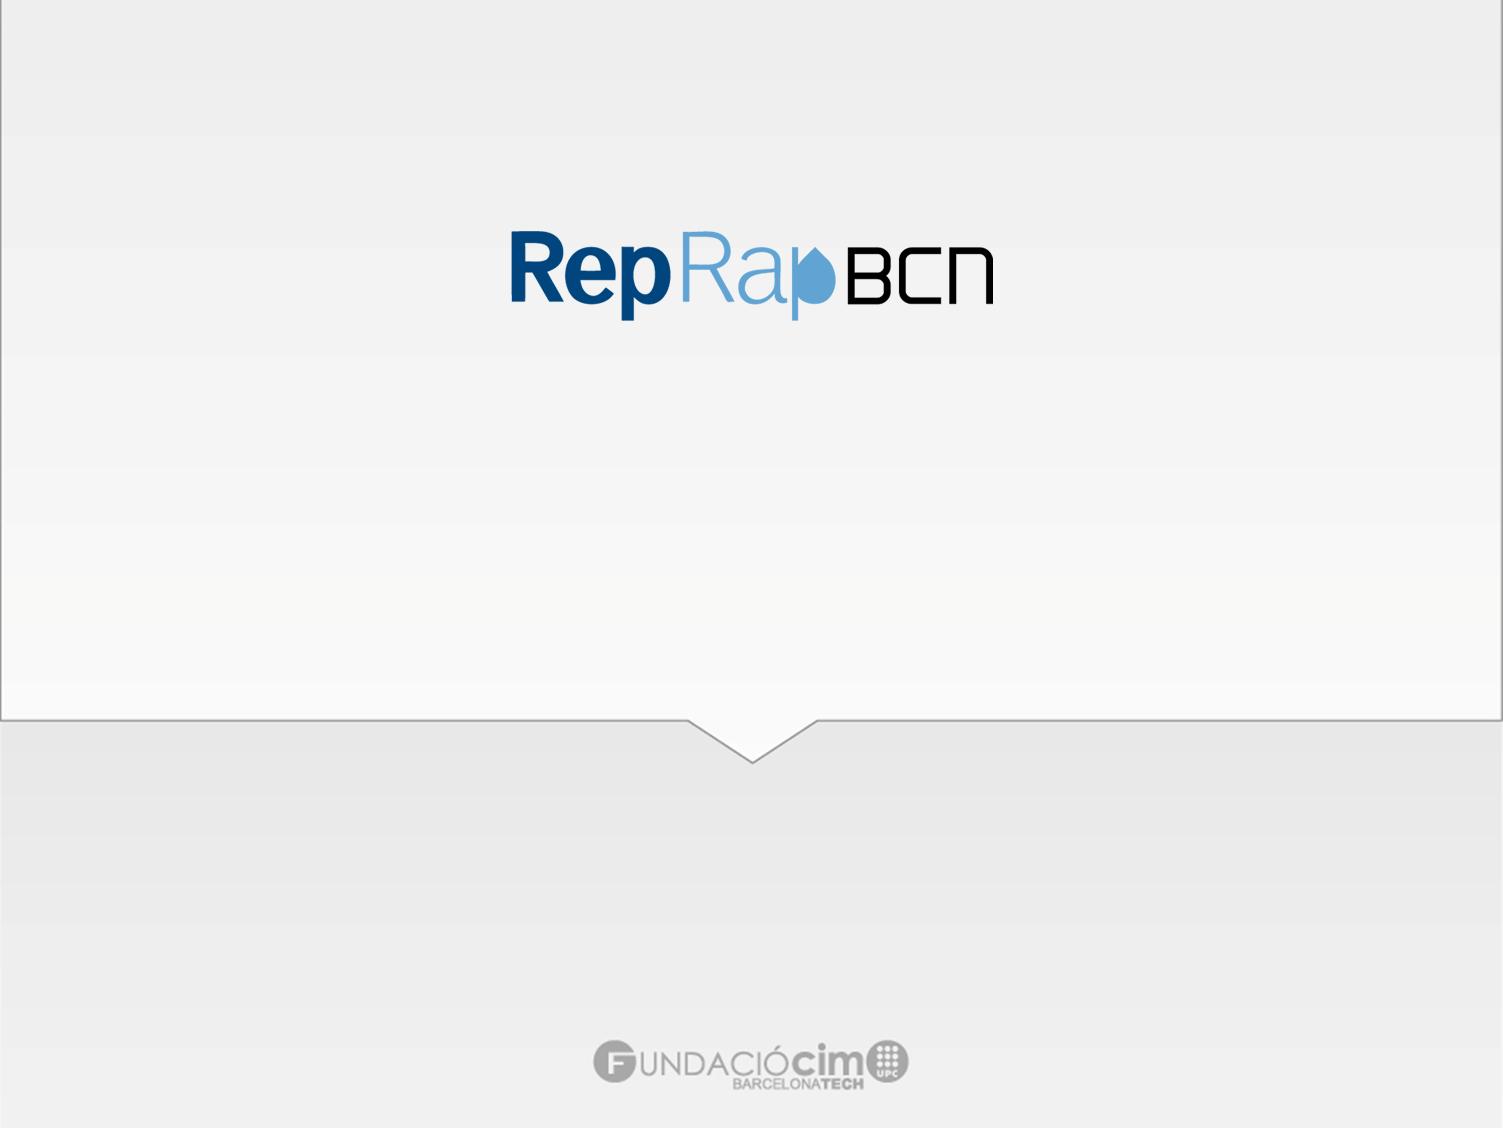 RepRapBCN
FUNDACIÓcim UPC
BARCELONATECH